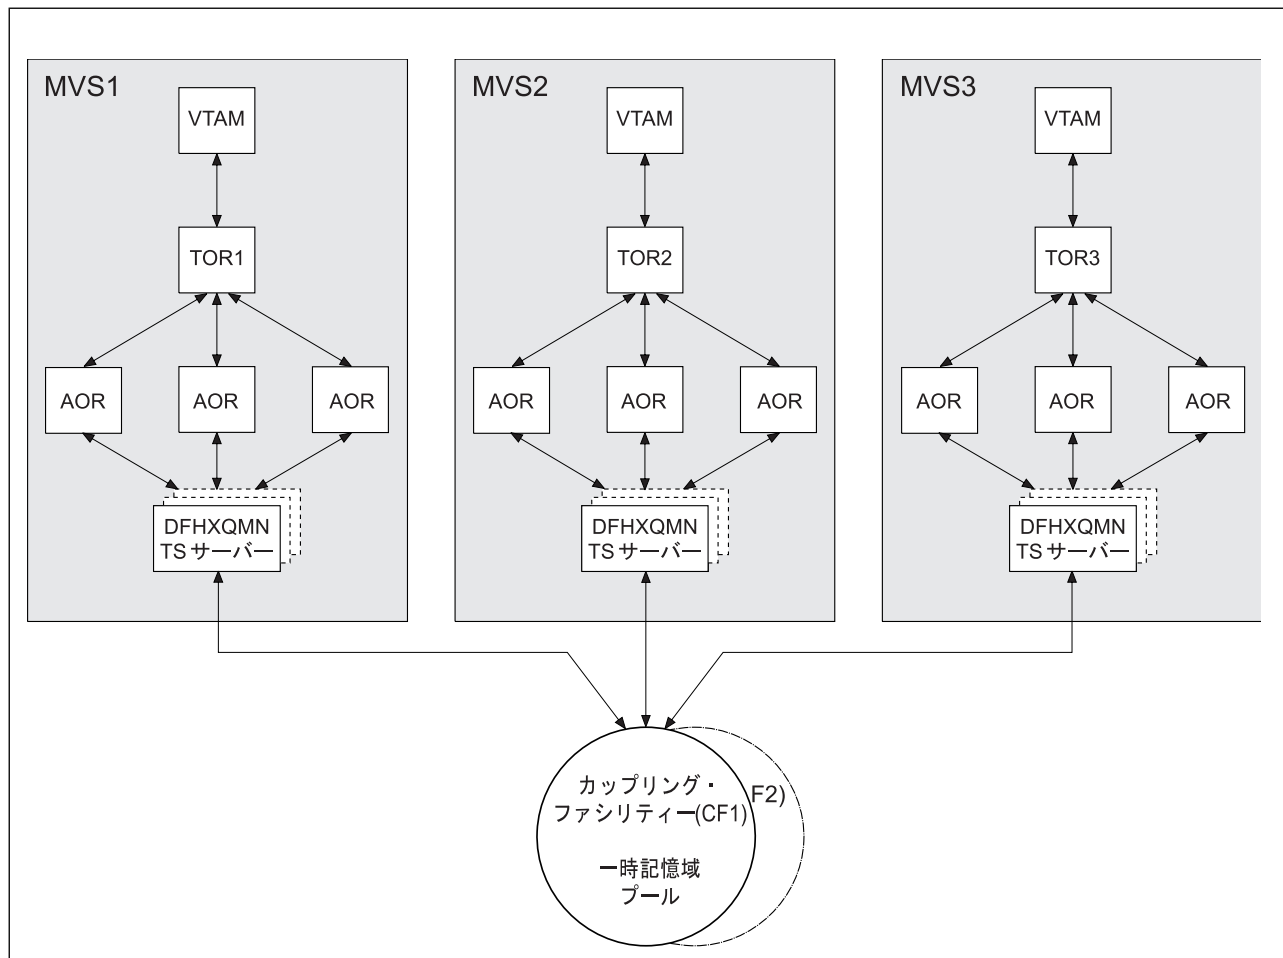 MVS1
VTAM
TOR1
AOR
AOR
AOR
DFHXQMN
TSサーバー
MVS2
VTAM
TOR2
AOR
AOR
AOR
DFHXQMN
TSサーバー
MVS3
VTAM
TOR3
AOR
AOR
AOR
DFHXQMN
TSサーバー
カップリング・
ファシリティー(CF1)
F2)
一時記憶域
プール